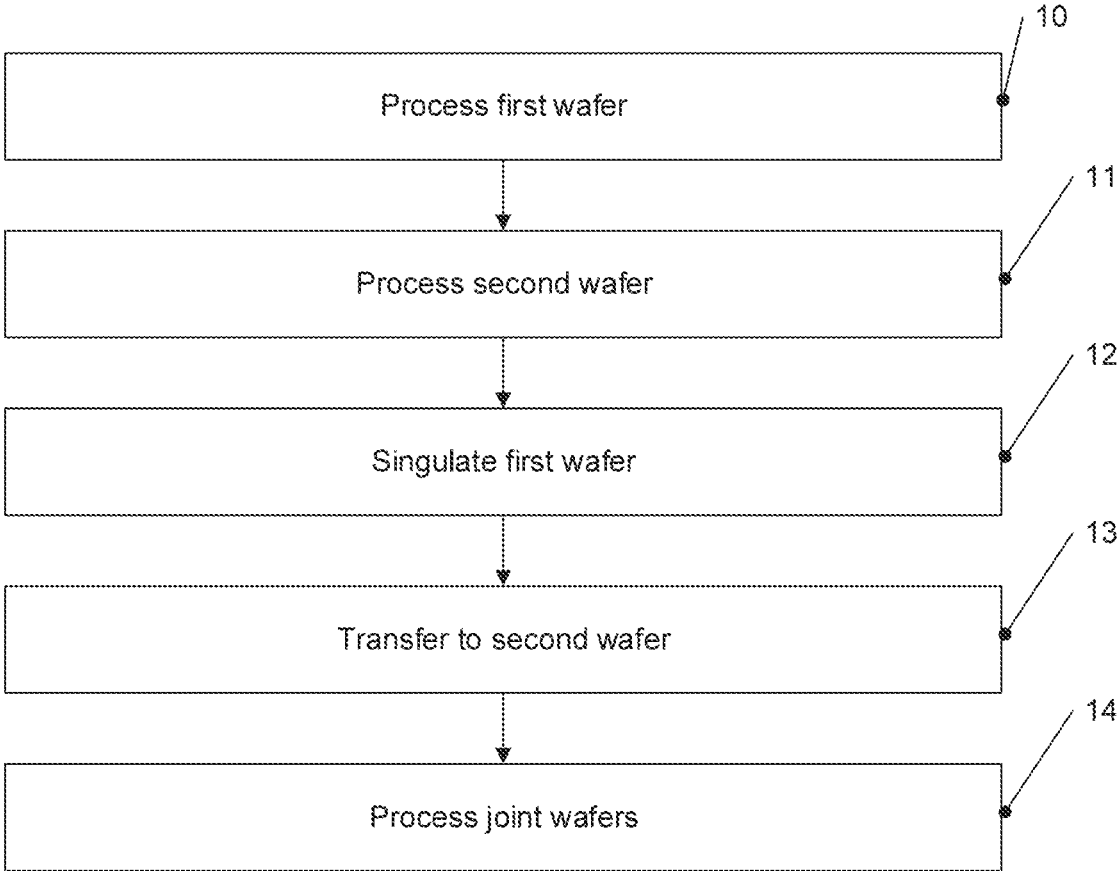 10
Process first wafer
11
Process second wafer
12
Singulate first wafer
13
Transfer to second wafer
14
Process joint wafers